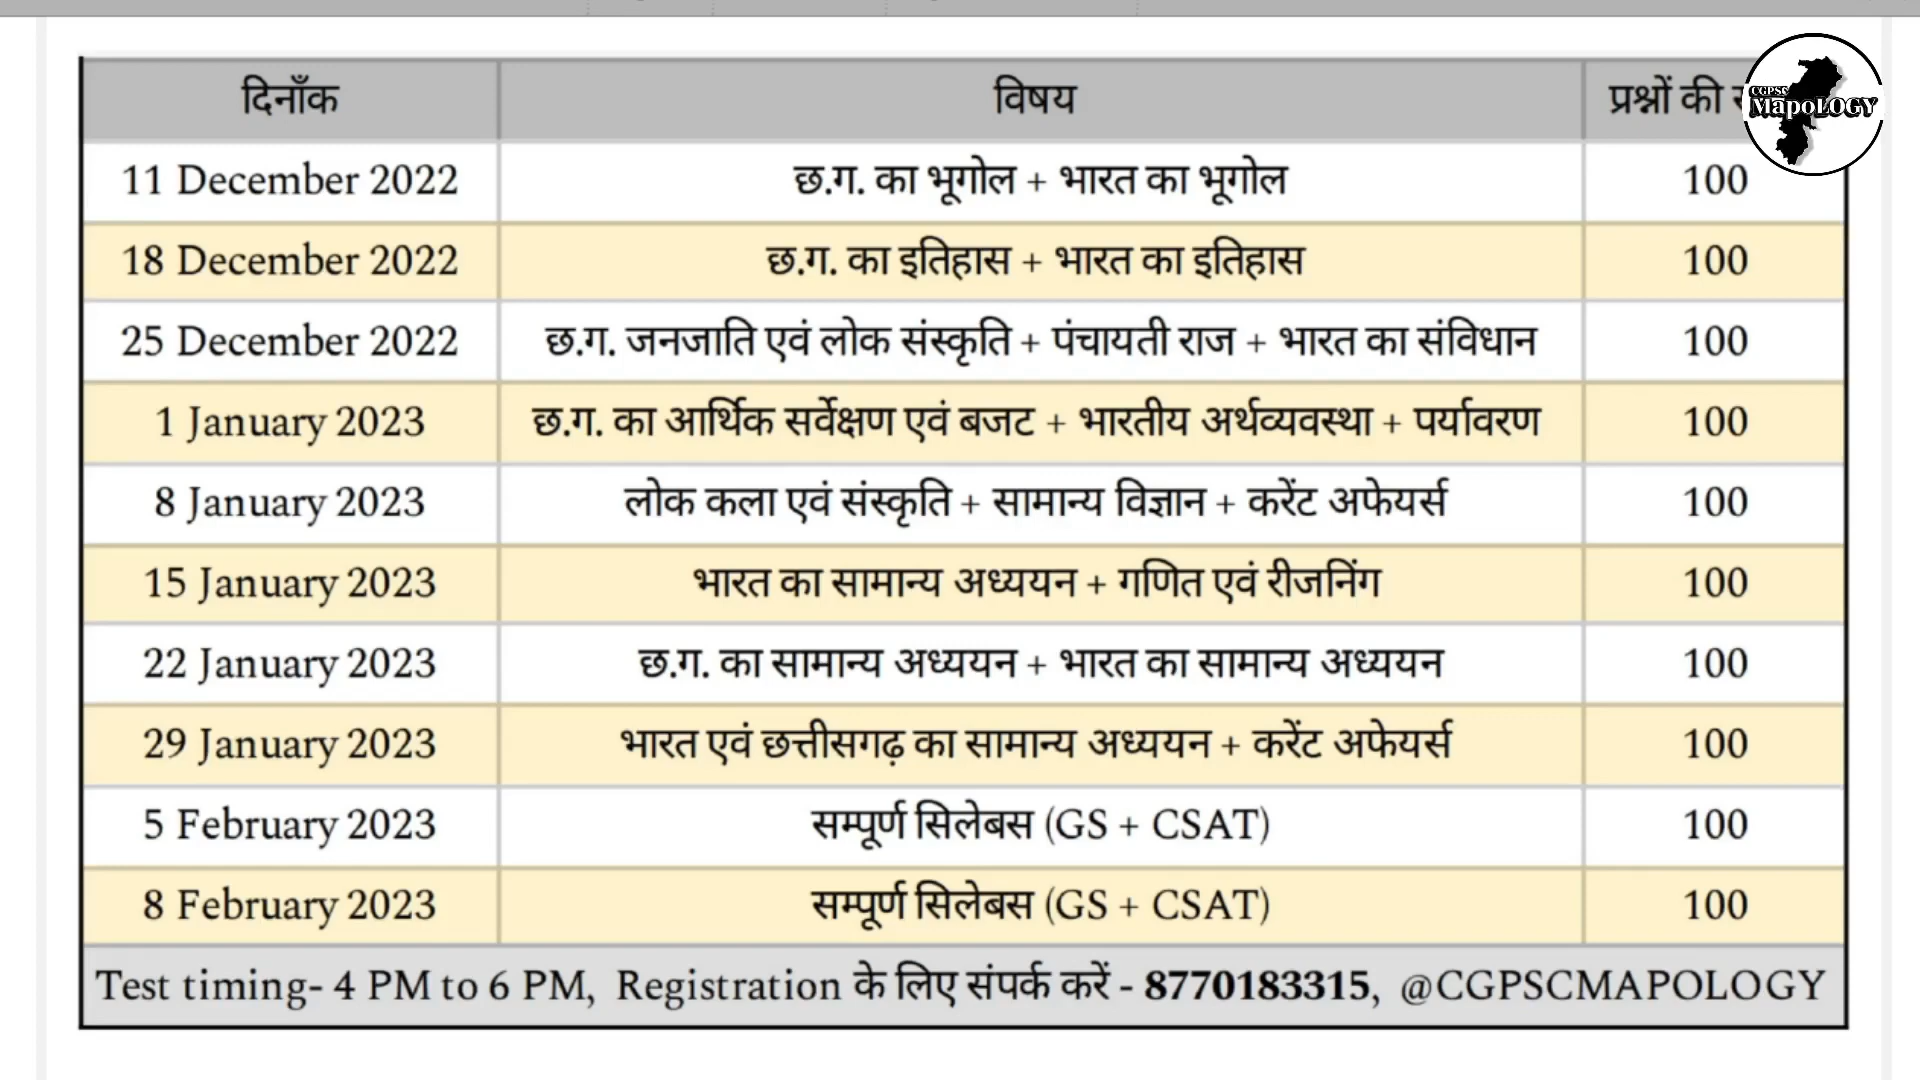 दिनाँक विषय प्रश्नों की
CGPSC
MapoLOGY
11 December 2022 छ.ग. का भूगोल + भारत का भूगोल 100
18 December 2022 छ.ग. का इतिहास + भारत का इतिहास 100
25 December 2022 छ.ग. जनजाति एवं लोक संस्कृति + पंचायती राज + भारत का संविधान 100
1 January 2023 छ.ग. का आर्थिक सर्वेक्षण एवं बजट + भारतीय अर्थव्यवस्था + पर्यावरण 100
8 January 2023 लोक कला एवं संस्कृति + सामान्य विज्ञान + करेंट अफेयर्स 100
15 January 2023 भारत का सामान्य अध्ययन + गणित एवं रीजनिंग 100
22 January 2023 छ.ग. का सामान्य अध्ययन + भारत का सामान्य अध्ययन 100
29 January 2023 भारत एवं छत्तीसगढ़ का सामान्य अध्ययन + करेंट अफेयर्स 100
5 February 2023 सम्पूर्ण सिलेबस (GS + CSAT) 100
8 February 2023 सम्पूर्ण सिलेबस (GS + CSAT) 100
Test timing- 4 PM to 6 PM, Registration के लिए संपर्क करें - 8770183315, @CGPSCMAPOLOGY